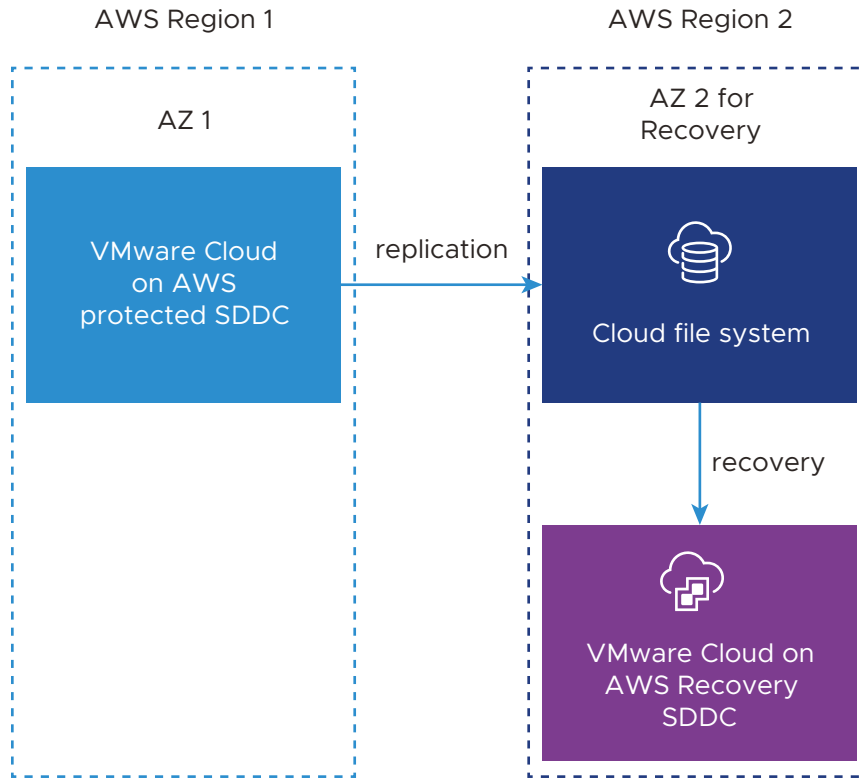 AWS Region 1
AWS Region 2
AZ 1
AZ 2 for
Recovery
VMware Cloud
on AWS
protected SDDC
replication
Cloud file system
recovery
VMware Cloud on
AWS Recovery
SDDC